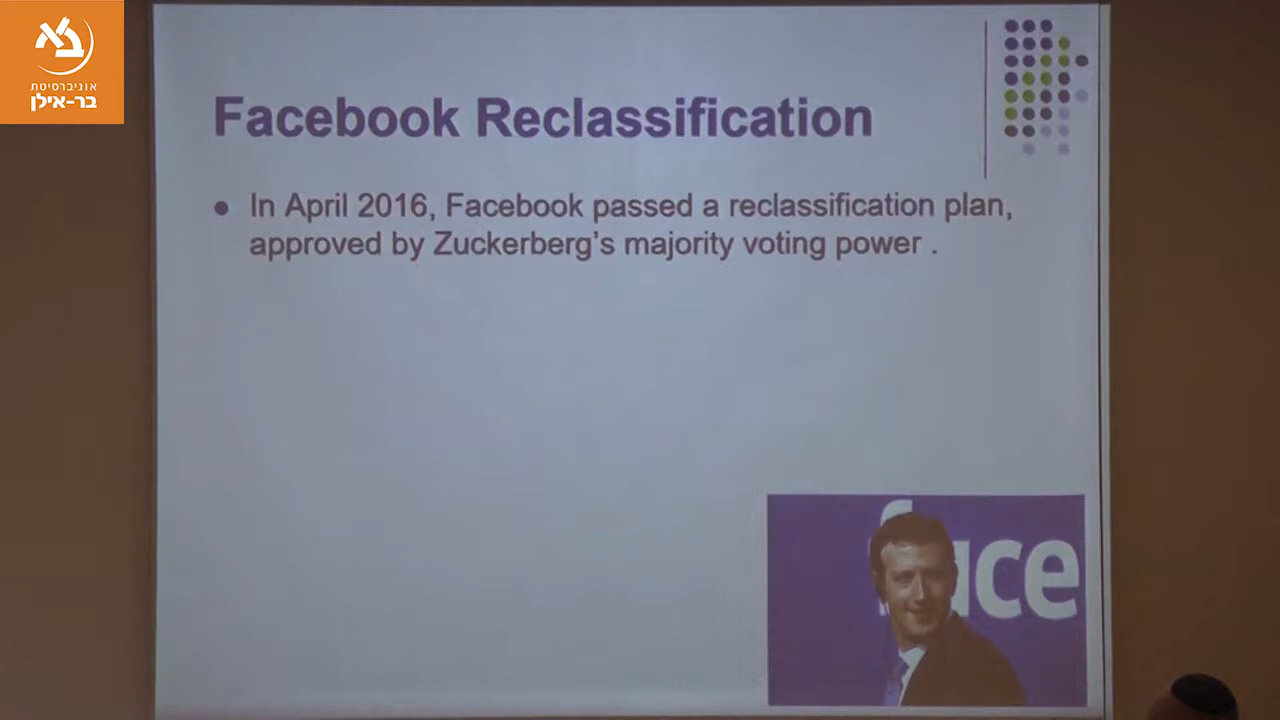 אוניברסיטת
בר-אילן
Facebook Reclassification
• In April 2016, Facebook passed a reclassification plan,
approved by Zuckerberg's majority voting power .
face